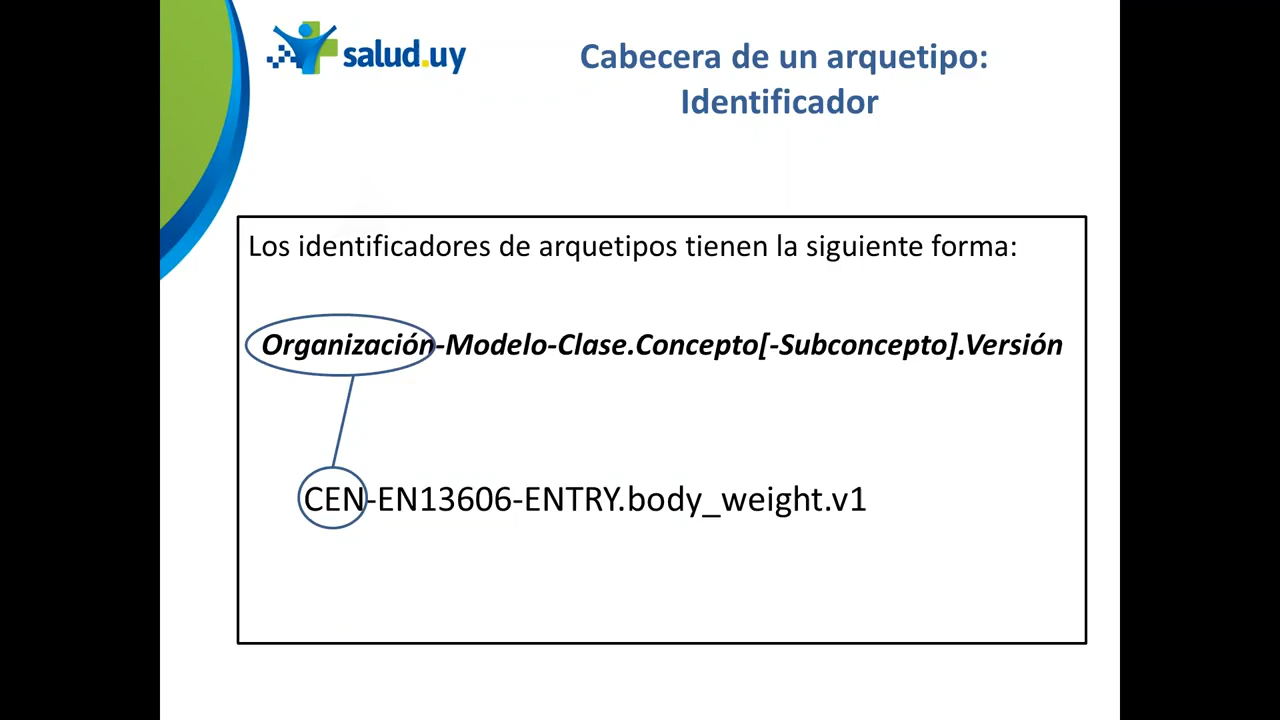 salud.uy
Cabecera de un arquetipo:
Identificador
Los identificadores de arquetipos tienen la siguiente forma:
Organización-Modelo-Clase.Concepto[-Subconcepto].Versión
CEN-EN13606-ENTRY.body_weight.v1